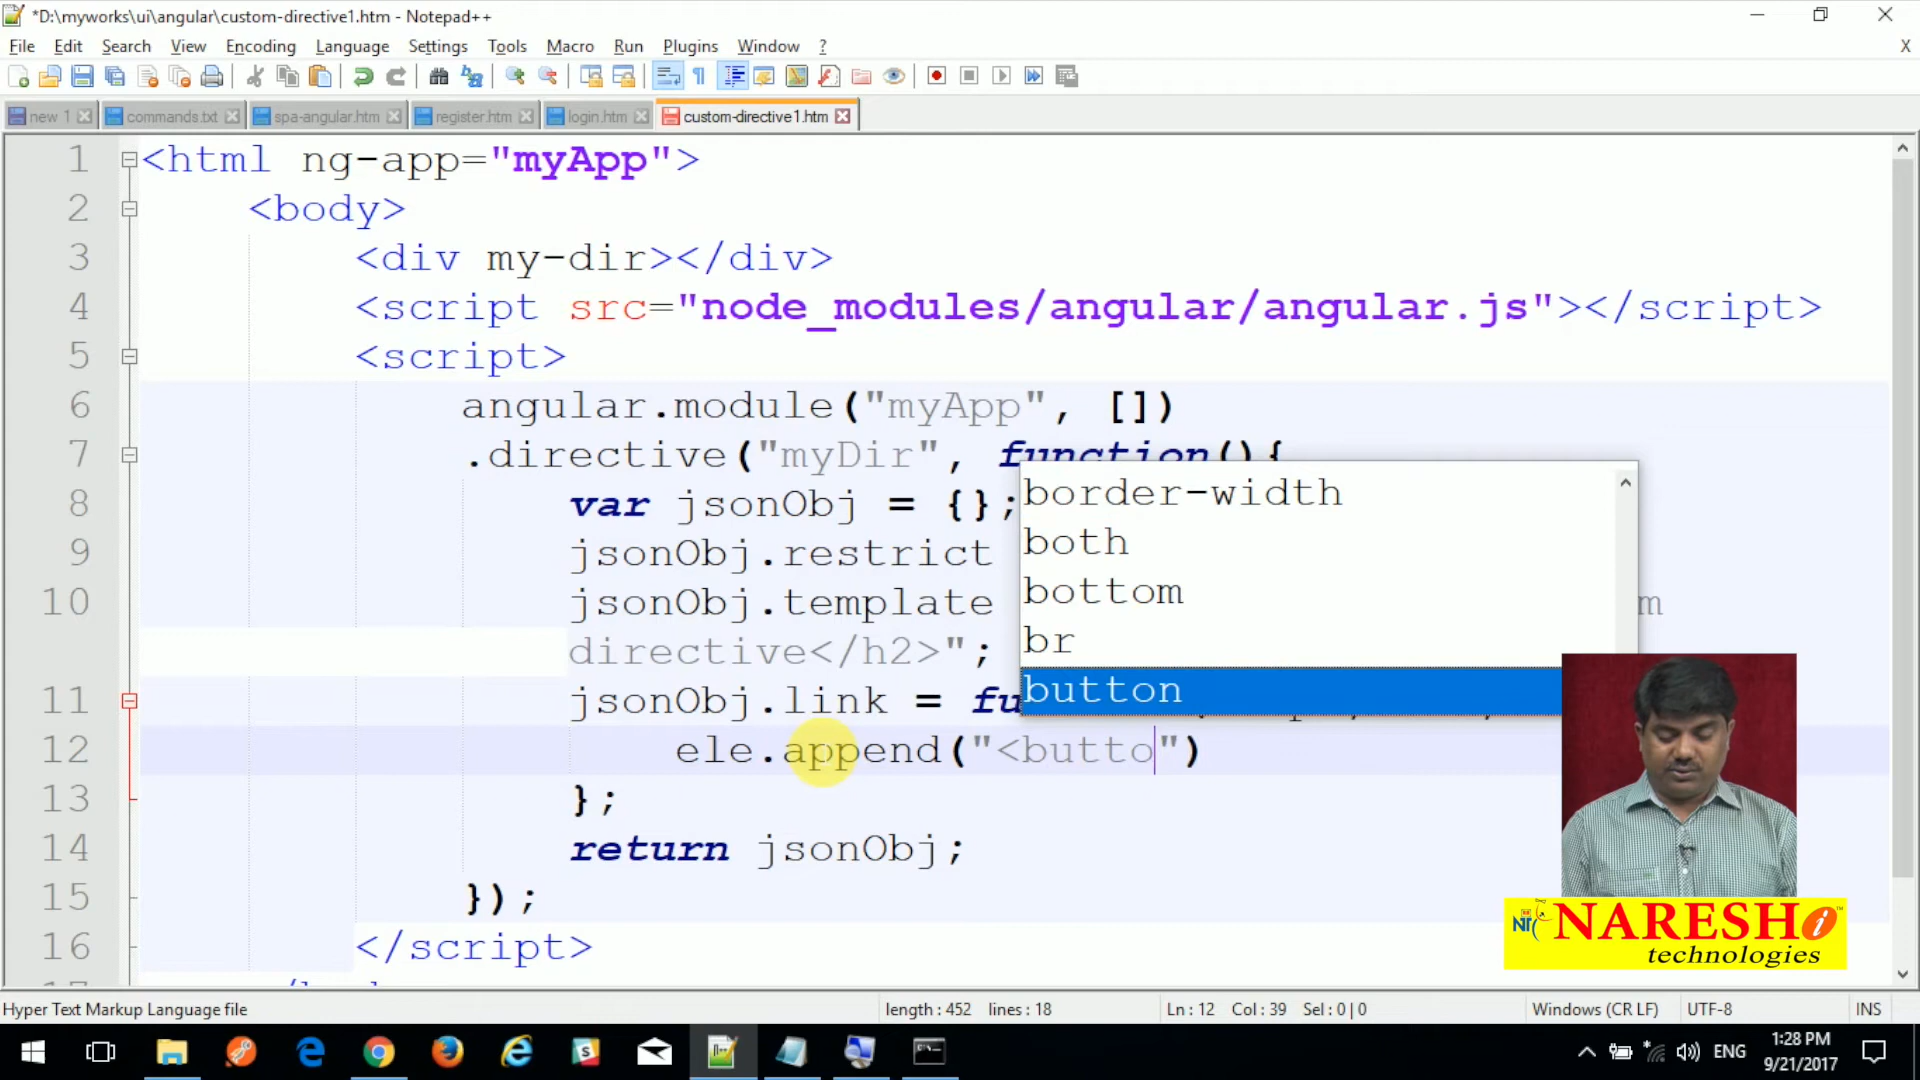 *D:\myworks\ui\angular\custom-directive1.htm - Notepad++
File Edit Search View Encoding Language Settings Tools Macro Run Plugins Window ? X
new 1 commands.txt spa-angular.htm register.htm login.htm custom-directive1.htm
1 <html ng-app="myApp">
2 <body>
3 <div my-dir></div>
4 <script src="node_modules/angular/angular.js"></script>
5 <script>
6 angular.module("myApp", [])
7 .directive("myDir", function(){
8 var jsonObj = {};
9 jsonObj.restrict
10 jsonObj.template m
directive</h2>";
11 jsonObj.link = fu
12 ele.append("<butto")
13 };
14 return jsonObj;
15 });
16 </script>
border-width
both
bottom
br
button
NT NARESH i
technologies
Hyper Text Markup Language file length : 452 lines : 18 Ln : 12 Col : 39 Sel : 0 | 0 Windows (CR LF) UTF-8 INS
ENG 1:28 PM
9/21/2017